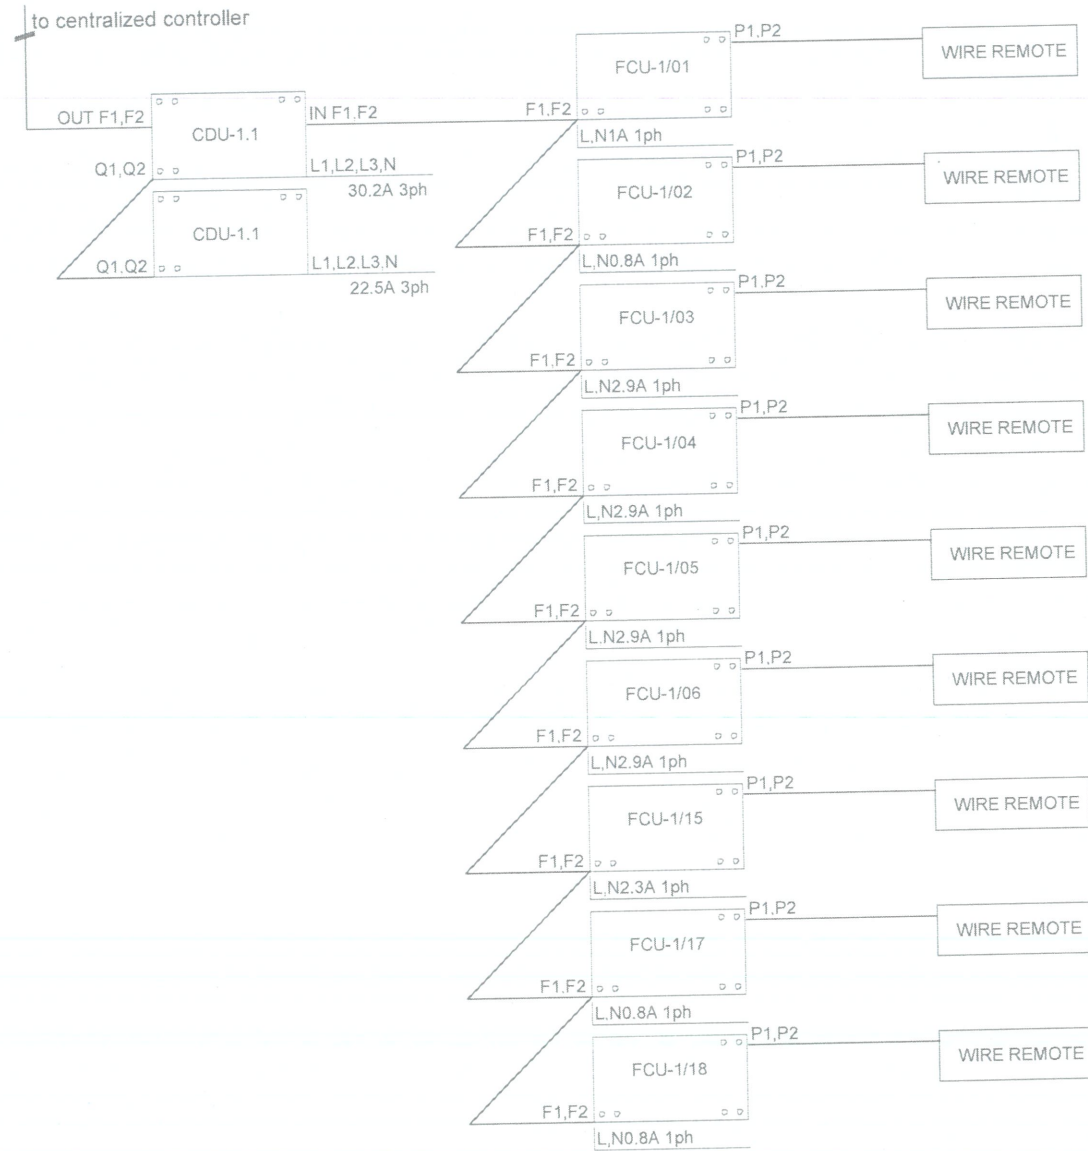 to centralized controller
OUT F1,F2
CDU-1.1
IN F1,F2
Q1,Q2
L1,L2,L3,N
30.2A 3ph
CDU-1.1
Q1.Q2
L1,L2.L3,N
22.5A 3ph
P1,P2
FCU-1/01
WIRE REMOTE
F1,F2
L,N1A 1ph
P1,P2
FCU-1/02
WIRE REMOTE
F1,F2
L,N0.8A 1ph
P1,P2
FCU-1/03
WIRE REMOTE
F1,F2
L.N2.9A 1ph
P1,P2
FCU-1/04
WIRE REMOTE
F1,F2
L,N2.9A 1ph
P1,P2
FCU-1/05
WIRE REMOTE
F1,F2
L.N2.9A 1ph
P1,P2
FCU-1/06
WIRE REMOTE
F1,F2
L,N2.9A 1ph
P1,P2
FCU-1/15
WIRE REMOTE
F1,F2
L,N2.3A 1ph
P1,P2
FCU-1/17
WIRE REMOTE
F1,F2
L,N0.8A 1ph
P1,P2
FCU-1/18
WIRE REMOTE
F1,F2
L,N0.8A 1ph